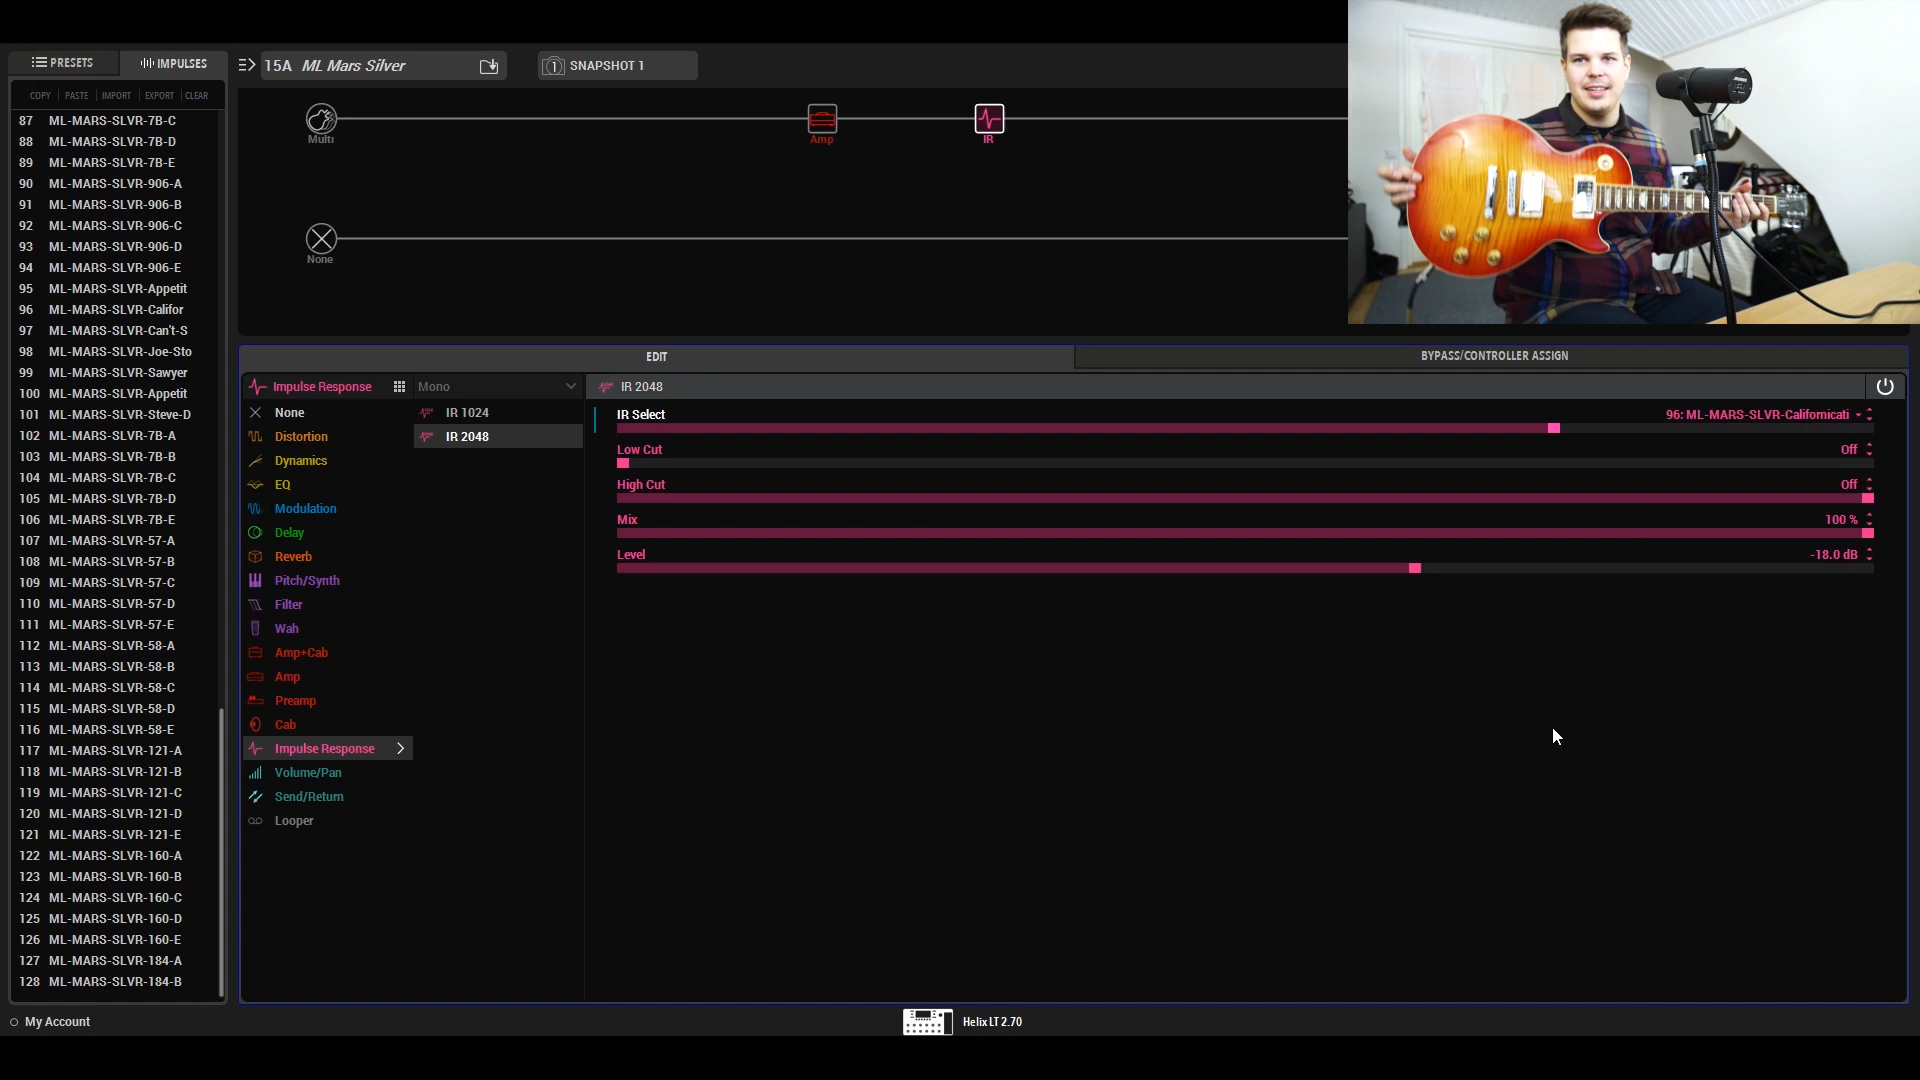 PRESETS
IMPULSES
15A ML Mars Silver
1 SNAPSHOT 1
COPY PASTE IMPORT EXPORT CLEAR
87 ML-MARS-SLVR-7B-C
88 ML-MARS-SLVR-7B-D
89 ML-MARS-SLVR-7B-E
90 ML-MARS-SLVR-906-A
91 ML-MARS-SLVR-906-B
92 ML-MARS-SLVR-906-C
93 ML-MARS-SLVR-906-D
94 ML-MARS-SLVR-906-E
95 ML-MARS-SLVR-Appetit
96 ML-MARS-SLVR-Califor
97 ML-MARS-SLVR-Can't-S
98 ML-MARS-SLVR-Joe-Sto
99 ML-MARS-SLVR-Sawyer
100 ML-MARS-SLVR-Appetit
101 ML-MARS-SLVR-Steve-D
102 ML-MARS-SLVR-7B-A
103 ML-MARS-SLVR-7B-B
104 ML-MARS-SLVR-7B-C
105 ML-MARS-SLVR-7B-D
106 ML-MARS-SLVR-7B-E
107 ML-MARS-SLVR-57-A
108 ML-MARS-SLVR-57-B
109 ML-MARS-SLVR-57-C
110 ML-MARS-SLVR-57-D
111 ML-MARS-SLVR-57-E
112 ML-MARS-SLVR-58-A
113 ML-MARS-SLVR-58-B
114 ML-MARS-SLVR-58-C
115 ML-MARS-SLVR-58-D
116 ML-MARS-SLVR-58-E
117 ML-MARS-SLVR-121-A
118 ML-MARS-SLVR-121-B
119 ML-MARS-SLVR-121-C
120 ML-MARS-SLVR-121-D
121 ML-MARS-SLVR-121-E
122 ML-MARS-SLVR-160-A
123 ML-MARS-SLVR-160-B
124 ML-MARS-SLVR-160-C
125 ML-MARS-SLVR-160-D
126 ML-MARS-SLVR-160-E
127 ML-MARS-SLVR-184-A
128 ML-MARS-SLVR-184-B
Multi
Amp
IR
None
EDIT
BYPASS/CONTROLLER ASSIGN
Impulse Response
Mono
None
Distortion
Dynamics
EQ
Modulation
Delay
Reverb
Pitch/Synth
Filter
Wah
Amp+Cab
Amp
Preamp
Cab
Impulse Response
Volume/Pan
Send/Return
Looper
IR 1024
IR 2048
IR 2048
IR Select 96: ML-MARS-SLVR-Californicati
Low Cut Off
High Cut Off
Mix 100 %
Level -18.0 dB
My Account
Helix LT 2.70